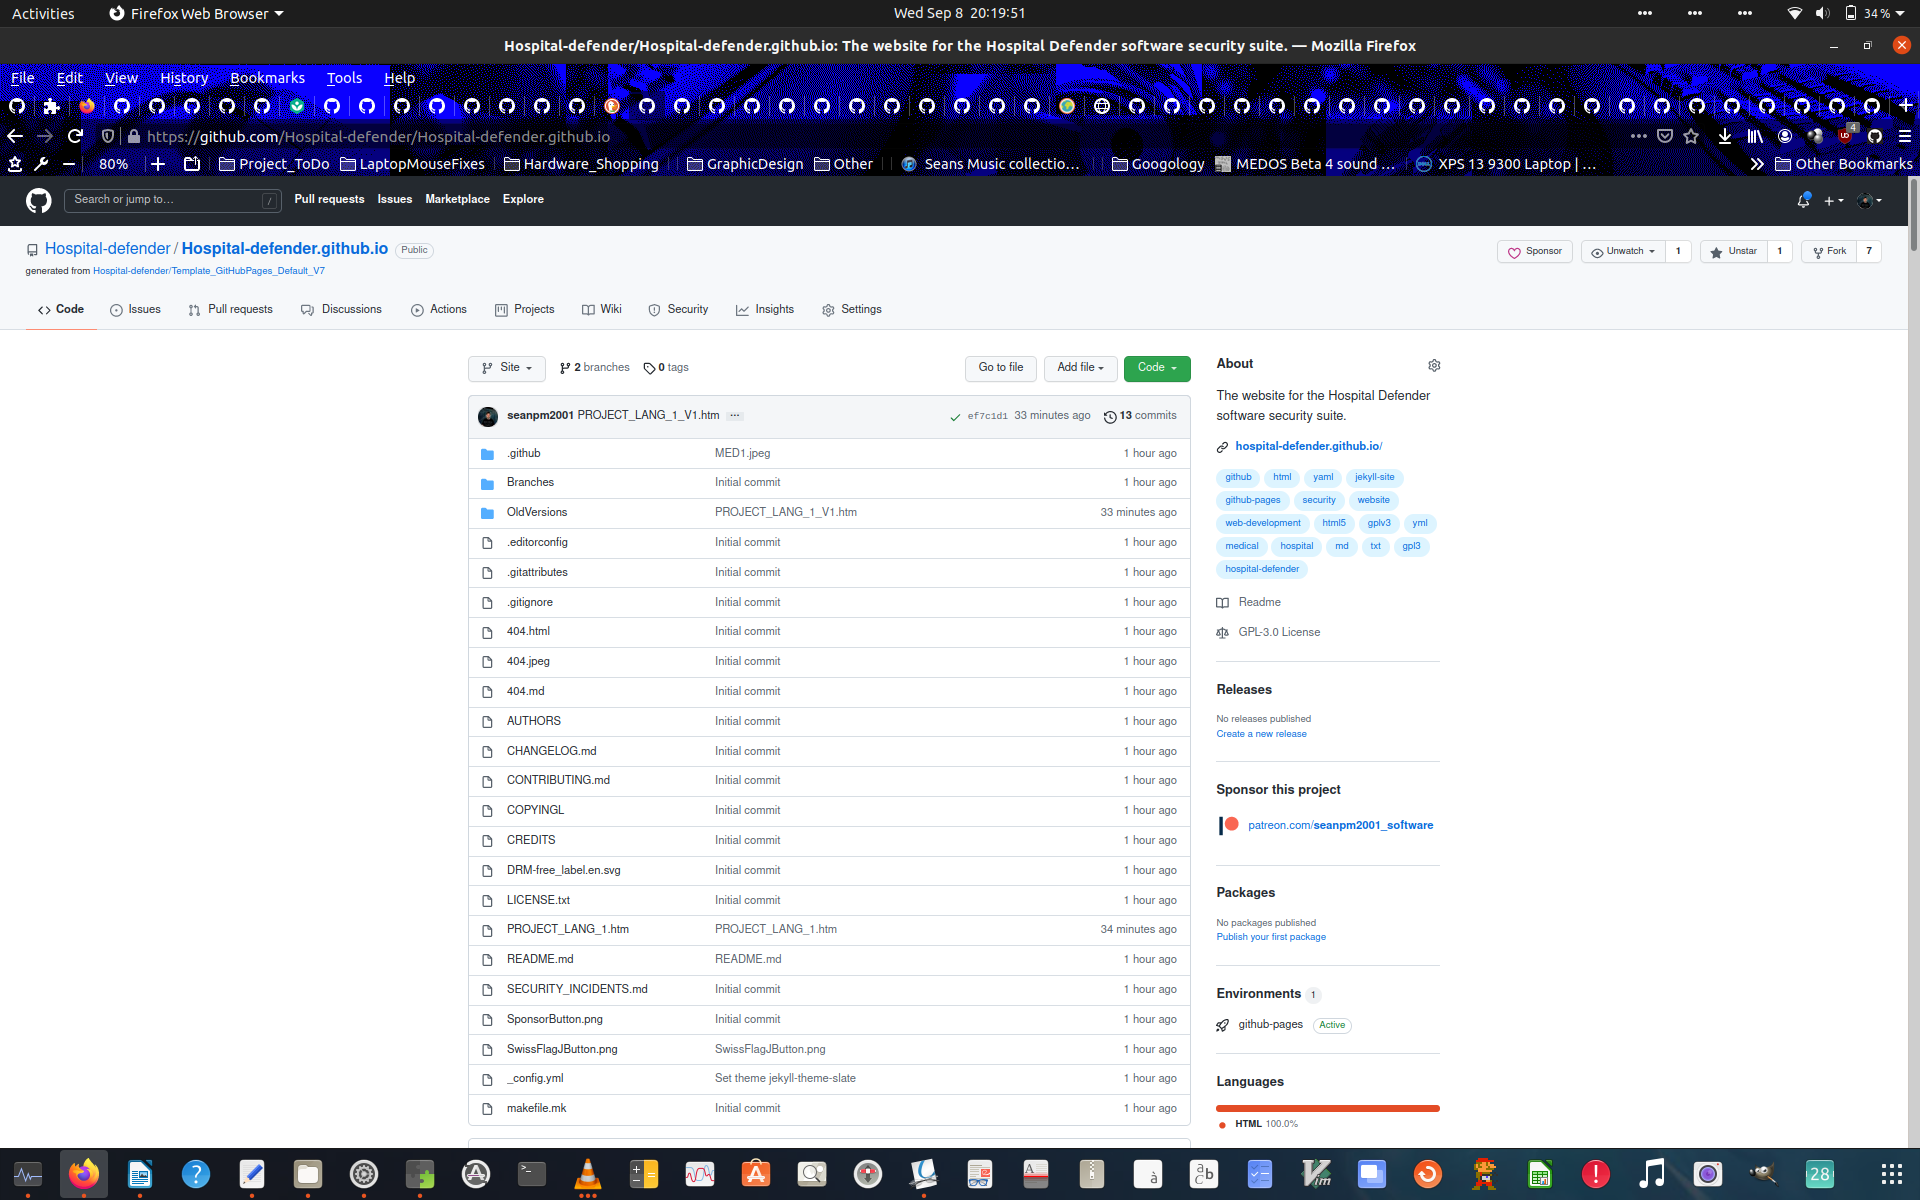 Activities Firefox Web Browser Wed Sep 8 20:19:51 34 %
Hospital-defender/Hospital-defender.github.io: The website for the Hospital Defender software security suite. — Mozilla Firefox
File Edit View History Bookmarks Tools Help
https://github.com/Hospital-defender/Hospital-defender.github.io 4
80% Project_ToDo LaptopMouseFixes Hardware_Shopping GraphicDesign Other Seans Music collectio… Googology MEDOS Beta 4 sound … XPS 13 9300 Laptop | … Other Bookmarks
Search or jump to… / Pull requests Issues Marketplace Explore
Hospital-defender / Hospital-defender.github.io Public Sponsor Unwatch 1 Unstar 1 Fork 7
generated from Hospital-defender/Template_GitHubPages_Default_V7
Code Issues Pull requests Discussions Actions Projects Wiki Security Insights Settings
Site 2 branches 0 tags Go to file Add file Code
seanpm2001 PROJECT_LANG_1_V1.htm ... ef7c1d1 33 minutes ago 13 commits
.github MED1.jpeg 1 hour ago
Branches Initial commit 1 hour ago
OldVersions PROJECT_LANG_1_V1.htm 33 minutes ago
.editorconfig Initial commit 1 hour ago
.gitattributes Initial commit 1 hour ago
.gitignore Initial commit 1 hour ago
404.html Initial commit 1 hour ago
404.jpeg Initial commit 1 hour ago
404.md Initial commit 1 hour ago
AUTHORS Initial commit 1 hour ago
CHANGELOG.md Initial commit 1 hour ago
CONTRIBUTING.md Initial commit 1 hour ago
COPYINGL Initial commit 1 hour ago
CREDITS Initial commit 1 hour ago
DRM-free_label.en.svg Initial commit 1 hour ago
LICENSE.txt Initial commit 1 hour ago
PROJECT_LANG_1.htm PROJECT_LANG_1.htm 34 minutes ago
README.md README.md 1 hour ago
SECURITY_INCIDENTS.md Initial commit 1 hour ago
SponsorButton.png Initial commit 1 hour ago
SwissFlagJButton.png SwissFlagJButton.png 1 hour ago
_config.yml Set theme jekyll-theme-slate 1 hour ago
makefile.mk Initial commit 1 hour ago
About
The website for the Hospital Defender
software security suite.
hospital-defender.github.io/
github html yaml jekyll-site
github-pages security website
web-development html5 gplv3 yml
medical hospital md txt gpl3
hospital-defender
Readme
GPL-3.0 License
Releases
No releases published
Create a new release
Sponsor this project
patreon.com/seanpm2001_software
Packages
No packages published
Publish your first package
Environments 1
github-pages Active
Languages
HTML 100.0%
28